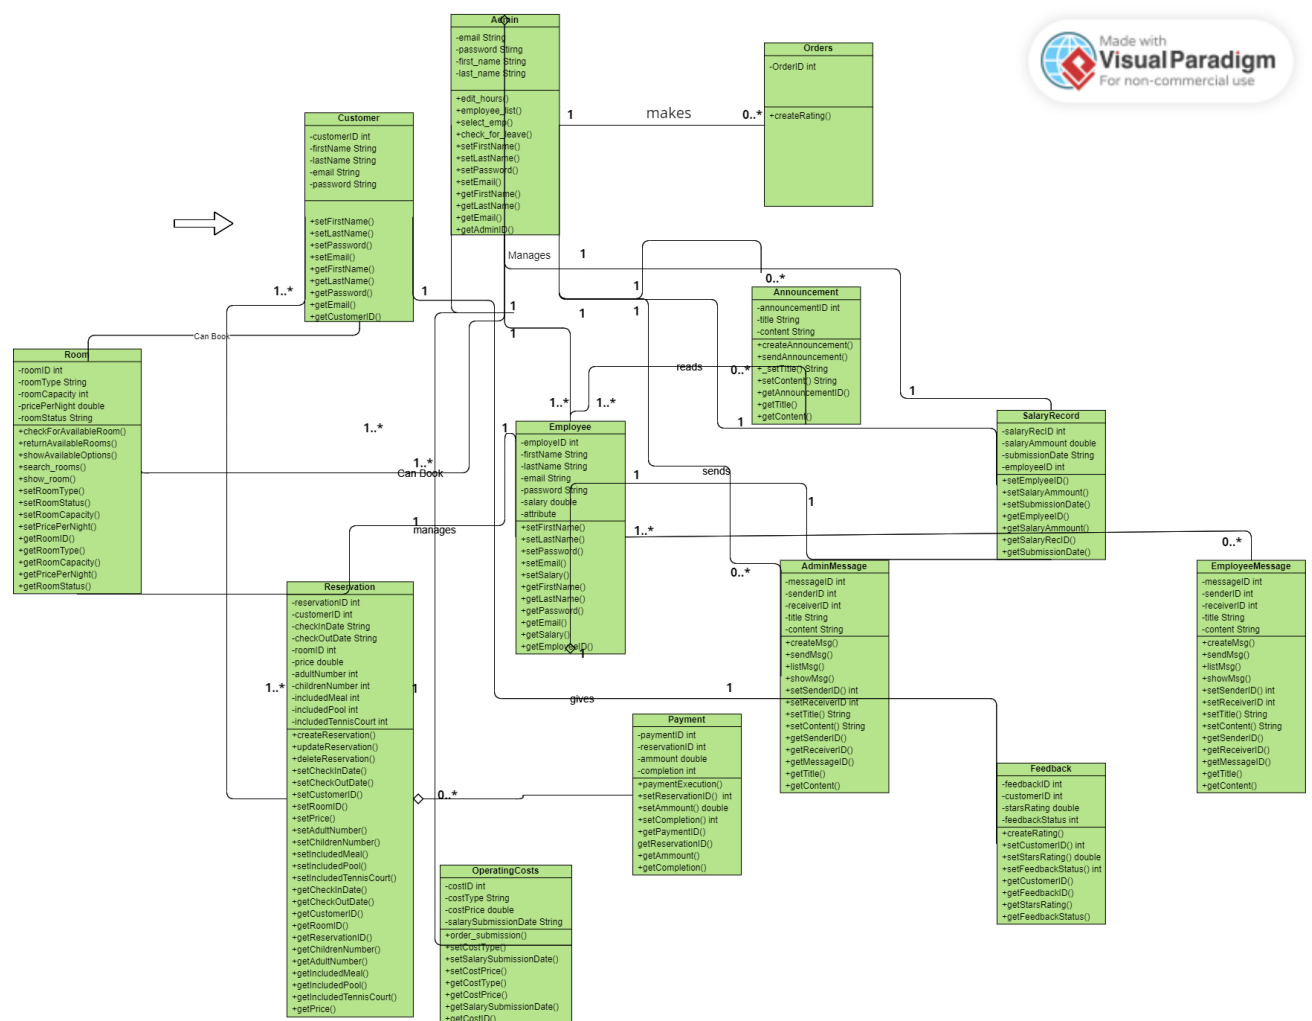 Admin
-email String
-password Stirng
-first_name String
-last_name String
+edit_hours()
+employee_list()
+select_emp()
+check_for_leave()
+setFirstName()
+setLastName()
+setPassword()
+setEmail()
+getFirstName()
+getLastName()
+getEmail()
+getAdminID()
Orders
-OrderID int
+createRating()
Made with
Visual Paradigm
For non-commercial use
1
makes
0..*
Customer
-customerID int
-firstName String
-lastName String
-email String
-password String
+setFirstName()
+setLastName()
+setPassword()
+setEmail()
+getFirstName()
+getLastName()
+getPassword()
+getEmail()
+getCustomerID()
Manages
1
1
1
1
1
1
0..*
1..*
1
Can Book
Announcement
-announcementID int
-title String
-content String
+createAnnouncement()
+sendAnnouncement()
+_setTitle() String
+setContent() String
+getAnnouncementID()
+getTitle()
+getContent()
Room
-roomID int
-roomType String
-roomCapacity int
-pricePerNight double
-roomStatus String
+checkForAvailableRoom()
+returnAvailableRooms()
+showAvailableOptions()
+search_rooms()
+show_room()
+setRoomType()
+setRoomStatus()
+setRoomCapacity()
+setPricePerNight()
+getRoomID()
+getRoomType()
+getRoomCapacity()
+getPricePerNight()
+getRoomStatus()
reads
0..*
1..*
1..*
1
1
1..*
1..*
Can Book
Employee
-employeID int
-firstName String
-lastName String
-email String
-password String
-salary double
-attribute
+setFirstName()
+setLastName()
+setPassword()
+setEmail()
+setSalary()
+getFirstName()
+getLastName()
+getPassword()
+getEmail()
+getSalary()
+getEmployeeID()
1
SalaryRecord
-salaryRecID int
-salaryAmmount double
-submissionDate String
-employeeID int
+setEmplyeeID()
+setSalaryAmmount()
+setSubmissionDate()
+getEmplyeeID()
+getSalaryAmmount()
+getSalaryRecID()
+getSubmissionDate()
1
sends
1
1
manages
1..*
0..*
0..*
1
Reservation
-reservationID int
-customerID int
-checkInDate String
-checkOutDate String
-roomID int
-price double
-adultNumber int
-childrenNumber int
-includedMeal int
-includedPool int
-includedTennisCourt int
+createReservation()
+updateReservation()
+deleteReservation()
+setCheckInDate()
+setCheckOutDate()
+setCustomerID()
+setRoomID()
+setPrice()
+setAdultNumber()
+setChildrenNumber()
+setIncludedMeal()
+setIncludedPool()
+setIncludedTennisCourt()
+getCheckInDate()
+getCheckOutDate()
+getCustomerID()
+getRoomID()
+getReservationID()
+getChildrenNumber()
+getAdultNumber()
+getIncludedMeal()
+getIncludedPool()
+getIncludedTennisCourt()
+getPrice()
AdminMessage
-messageID int
-senderID int
-receiverID int
-title String
-content String
+createMsg()
+sendMsg()
+listMsg()
+showMsg()
+setSenderID() int
+setReceiverID int
+setTitle() String
+setContent() String
+getSenderID()
+getReceiverID()
+getMessageID()
+getTitle()
+getContent()
EmployeeMessage
-messageID int
-senderID int
-receiverID int
-title String
-content String
+createMsg()
+sendMsg()
+listMsg()
+showMsg()
+setSenderID() int
+setReceiverID int
+setTitle() String
+setContent() String
+getSenderID()
+getReceiverID()
+getMessageID()
+getTitle()
+getContent()
1..*
1
gives
1
0..*
Payment
-paymentID int
-reservationID int
-ammount double
-completion int
+paymentExecution()
+setReservationID() int
+setAmmount() double
+setCompletion() int
+getPaymentID()
getReservationID()
+getAmmount()
+getCompletion()
Feedback
-feedbackID int
-customerID int
-starsRating double
-feedbackStatus int
+createRating()
+setCustomerID() int
+setStarsRating() double
+setFeedbackStatus() int
+getCustomerID()
+getFeedbackID()
+getStarsRating()
+getFeedbackStatus()
OperatingCosts
-costID int
-costType String
-costPrice double
-salarySubmissionDate String
+order_submission()
+setCostType()
+setSalarySubmissionDate()
+setCostPrice()
+getCostType()
+getCostPrice()
+getSalarySubmissionDate()
+getCostID()